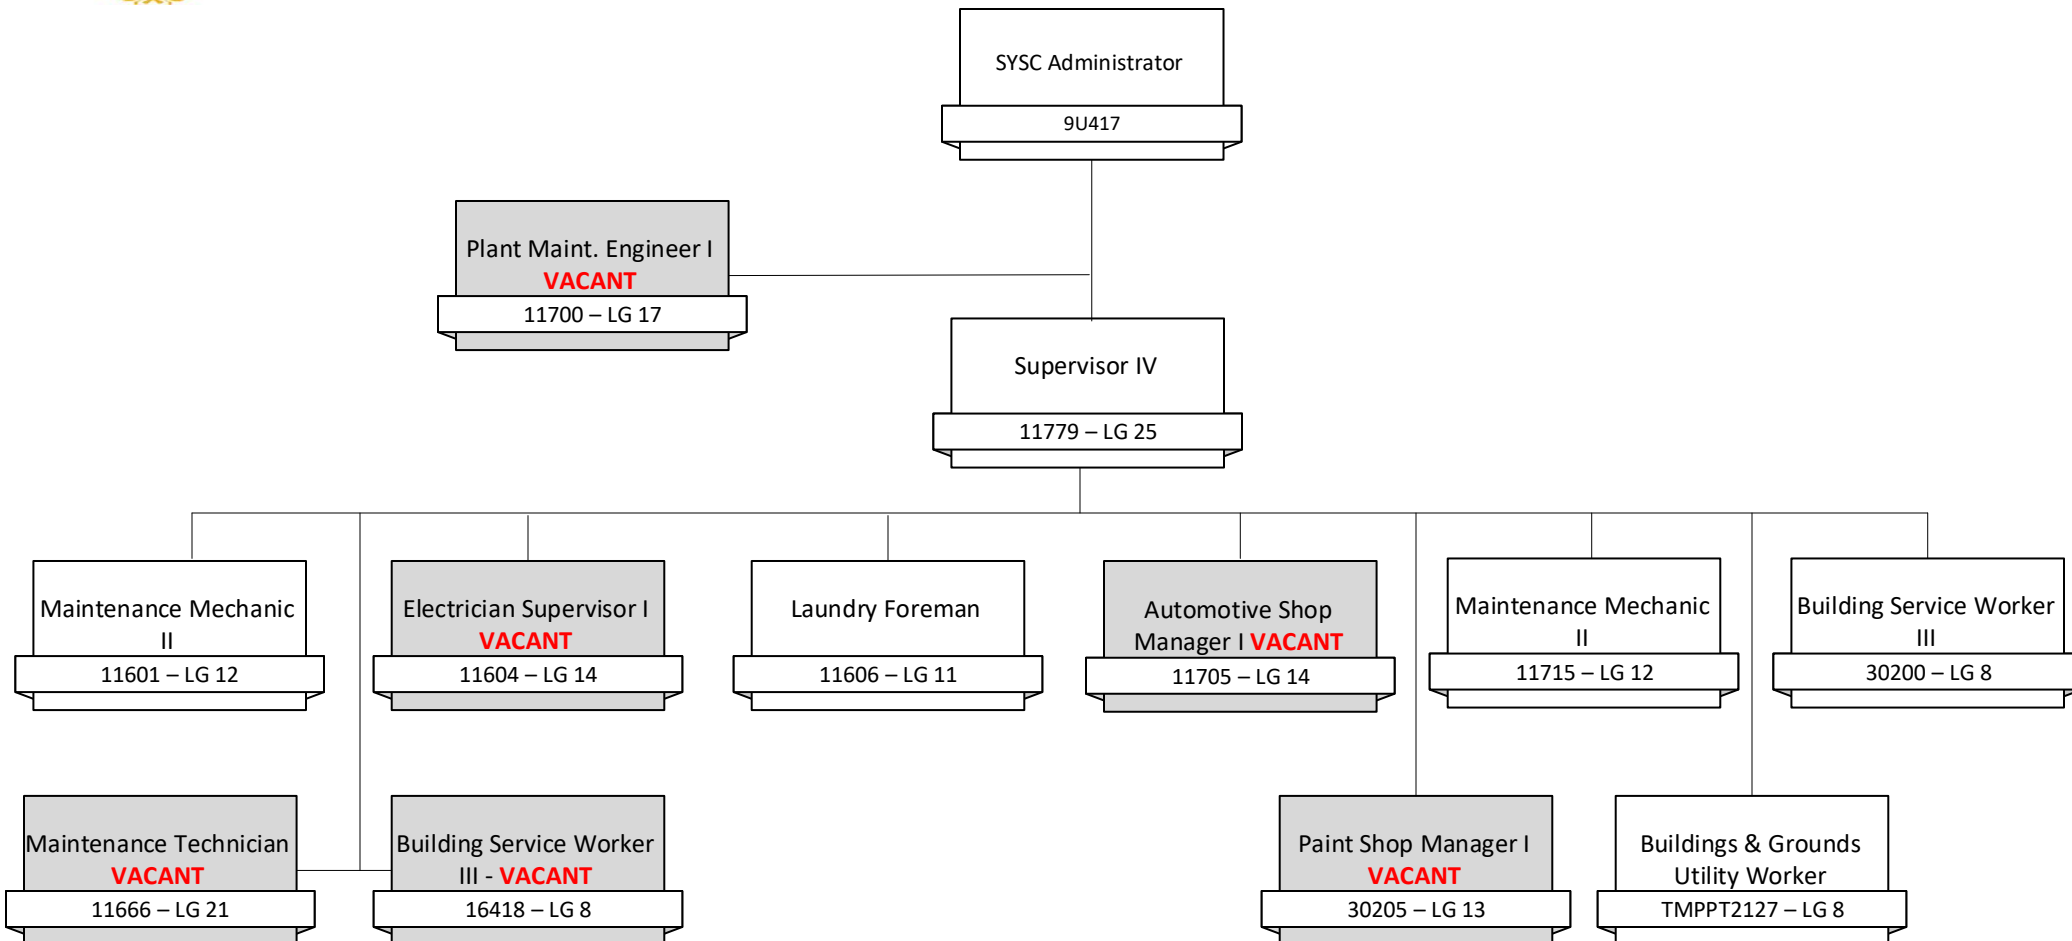 SYSC Administrator
9U417
Plant Maint. Engineer I
VACANT
11700 – LG 17
Supervisor IV
11779 – LG 25
Maintenance Mechanic
II
11601 – LG 12
Electrician Supervisor I
VACANT
11604 – LG 14
Laundry Foreman
11606 – LG 11
Automotive Shop
Manager I VACANT
11705 – LG 14
Maintenance Mechanic
II
11715 – LG 12
Building Service Worker
III
30200 – LG 8
Maintenance Technician
VACANT
11666 – LG 21
Building Service Worker
III - VACANT
16418 – LG 8
Paint Shop Manager I
VACANT
30205 – LG 13
Buildings & Grounds
Utility Worker
TMPPT2127 – LG 8